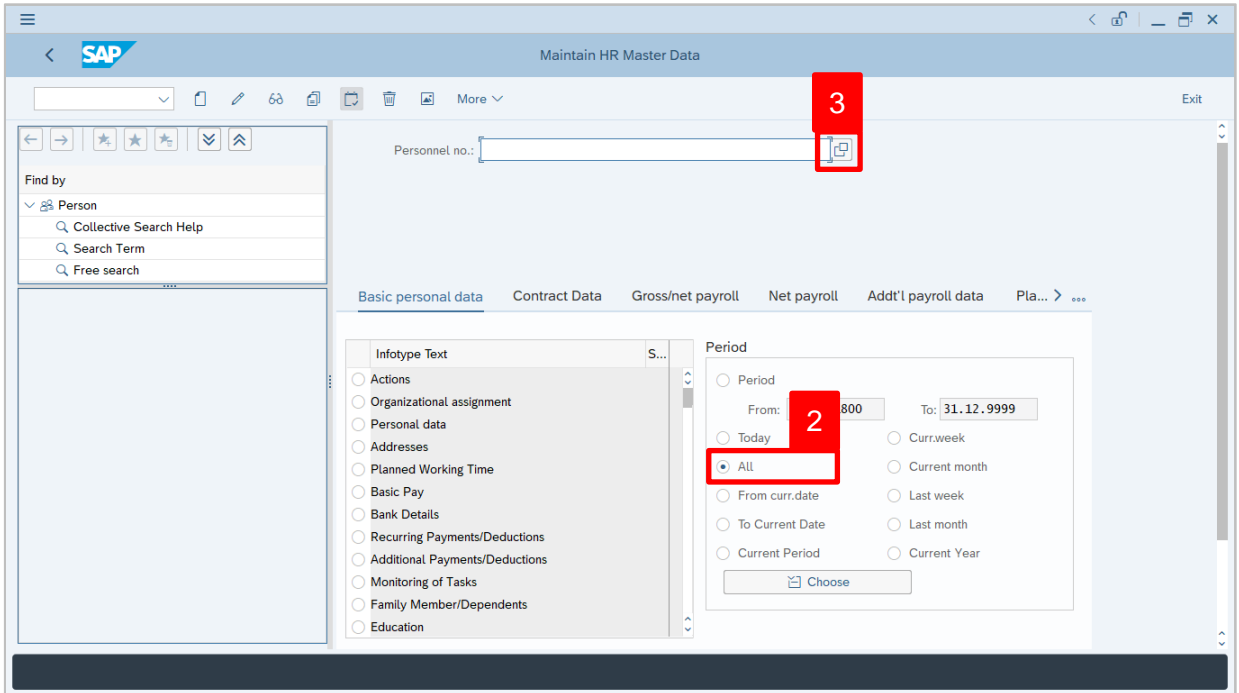 SAP
Maintain HR Master Data
More
Exit
3
Personnel no.:
Find by
Person
Collective Search Help
Search Term
Free search
Basic personal data Contract Data Gross/net payroll Net payroll Addt'l payroll data Pla...
Infotype Text S...
Actions
Organizational assignment
Personal data
Addresses
Planned Working Time
Basic Pay
Bank Details
Recurring Payments/Deductions
Additional Payments/Deductions
Monitoring of Tasks
Family Member/Dependents
Education
Period
Period
From: 800 To: 31.12.9999
2
Today Curr.week
All Current month
From curr.date Last week
To Current Date Last month
Current Period Current Year
Choose